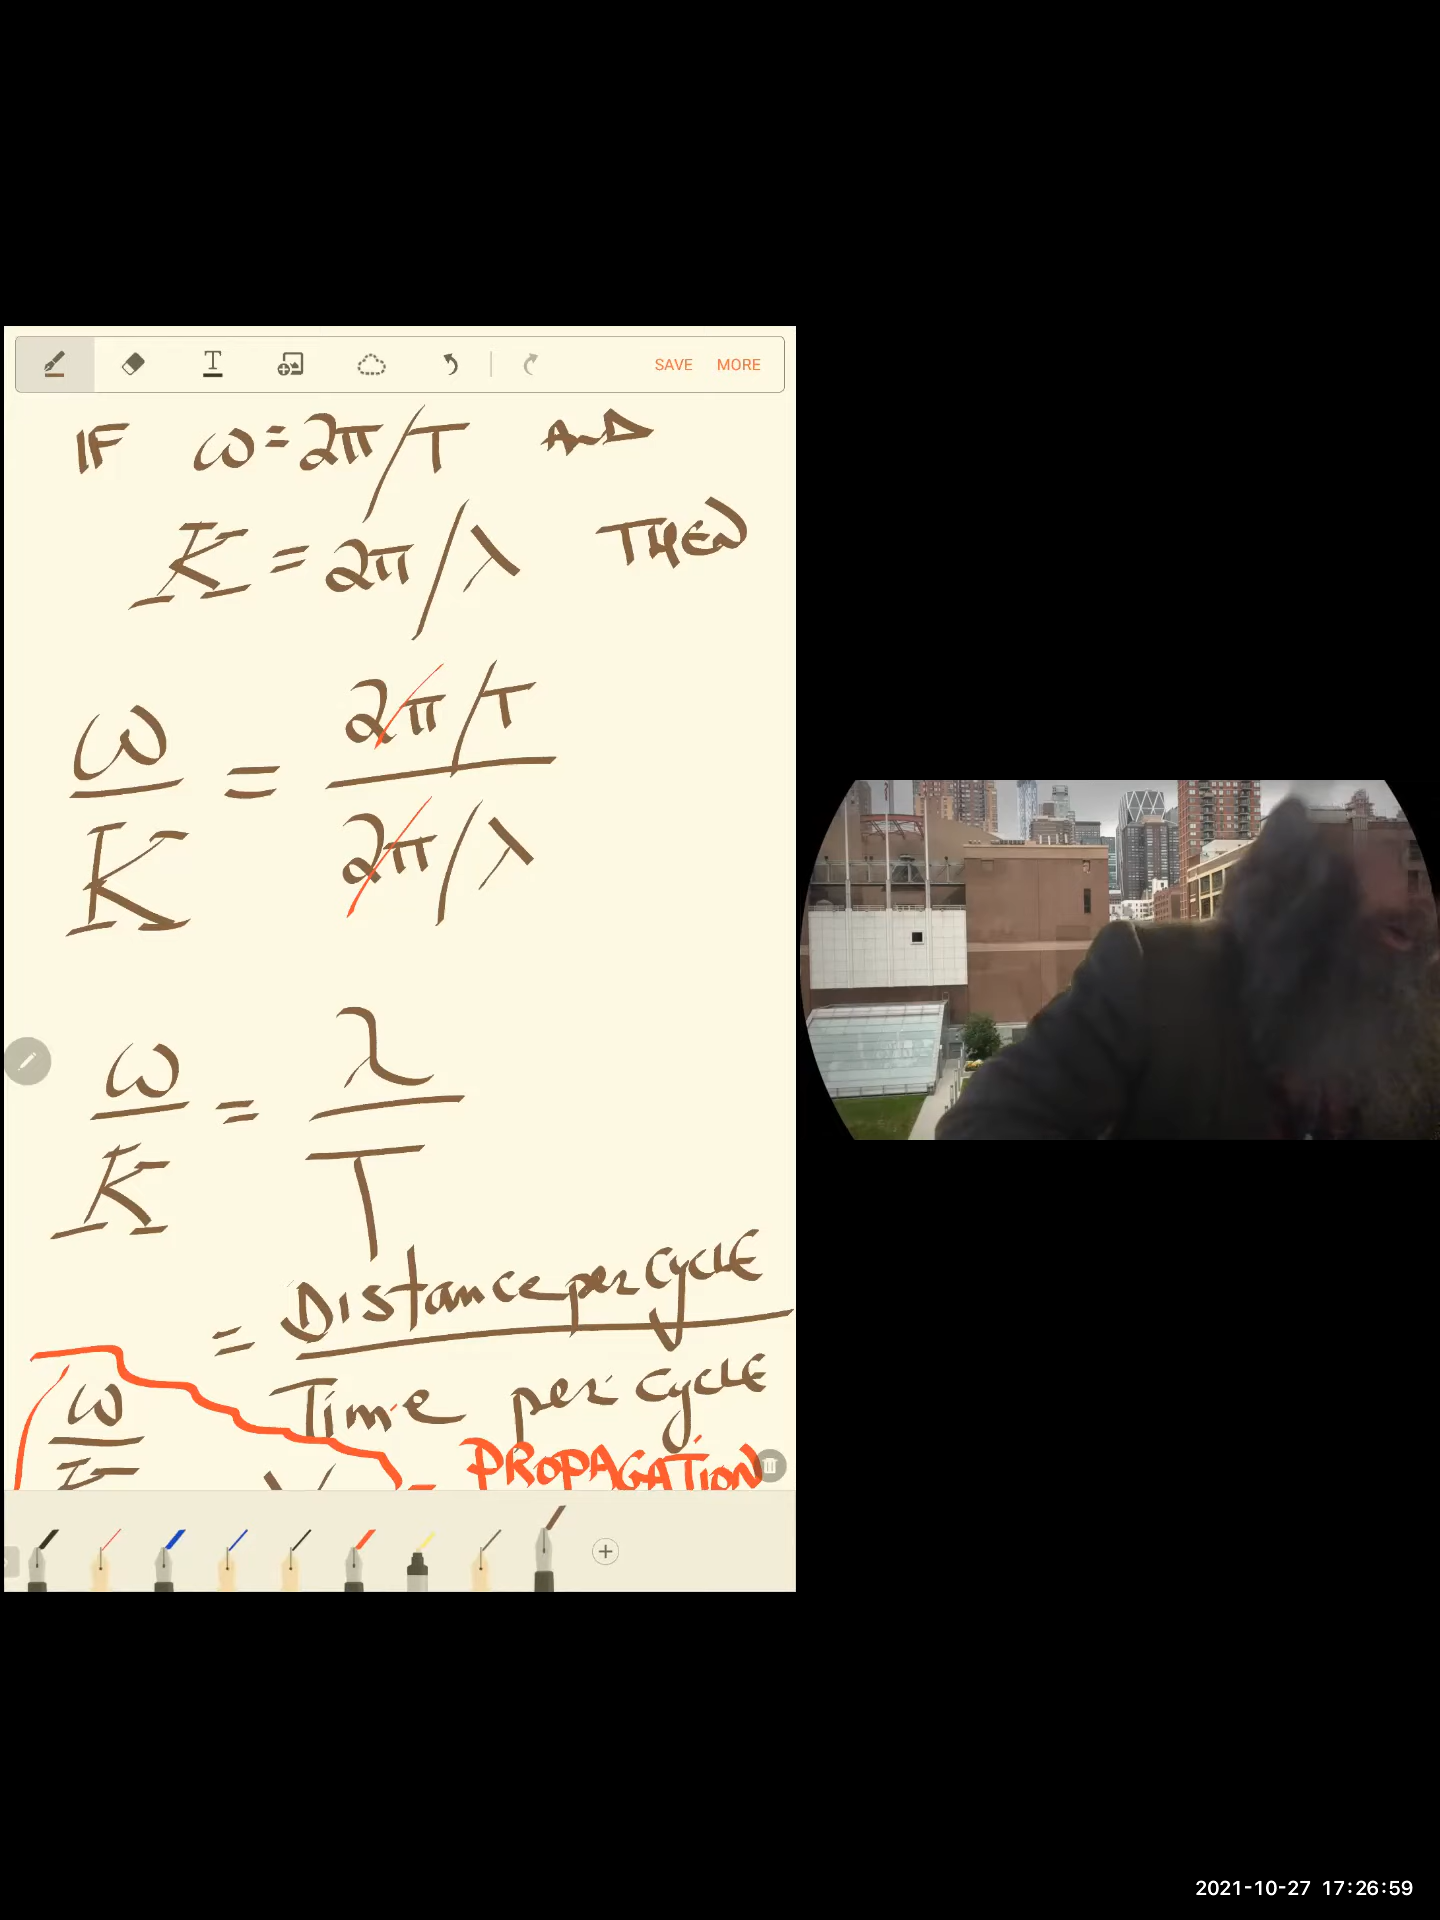 T
SAVE MORE
IF ω=2π/T AND
K = 2π/λ THEN
ω/K = 2π/T / 2π/λ
ω/K = λ/T
= Distance per cycle / Time per cycle
ω/K = PROPAGATION
2021-10-27 17:26:59